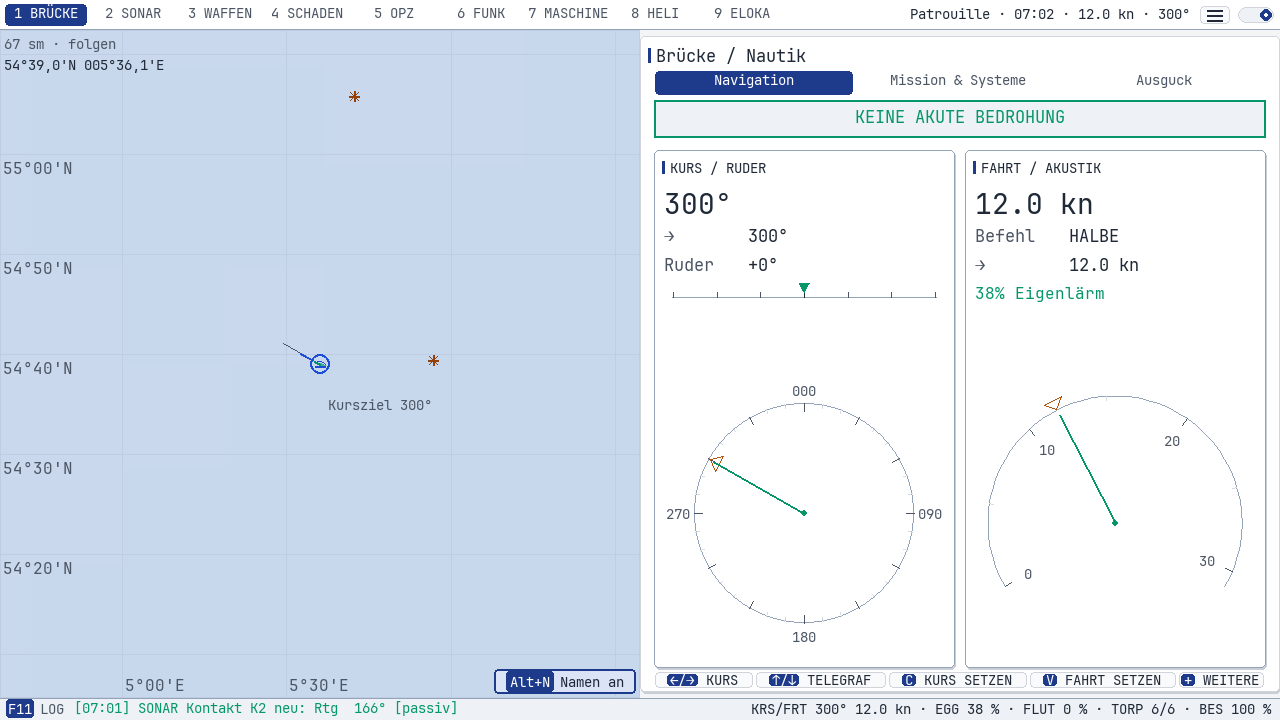 1 BRÜCKE 2 SONAR 3 WAFFEN 4 SCHADEN 5 OPZ 6 FUNK 7 MASCHINE 8 HELI 9 ELOKA Patrouille · 07:02 · 12.0 kn · 300°
67 sm · folgen
54°39,0'N 005°36,1'E
55°00'N
54°50'N
54°40'N
54°30'N
54°20'N
5°00'E 5°30'E
Kursziel 300°
Alt+N Namen an
Brücke / Nautik
Navigation Mission & Systeme Ausguck
KEINE AKUTE BEDROHUNG
KURS / RUDER
300°
→ 300°
Ruder +0°
000
270 090
180
FAHRT / AKUSTIK
12.0 kn
Befehl HALBE
→ 12.0 kn
38% Eigenlärm
10 20
0 30
←/→ KURS ↑/↓ TELEGRAF C KURS SETZEN V FAHRT SETZEN + WEITERE
F11 LOG [07:01] SONAR Kontakt K2 neu: Rtg 166° [passiv] KRS/FRT 300° 12.0 kn · EGG 38 % · FLUT 0 % · TORP 6/6 · BES 100 %